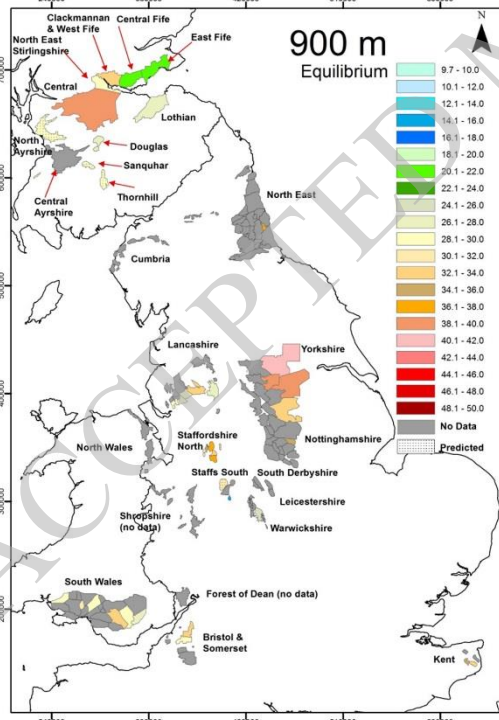 900 m
Equilibrium
N
9.7 - 10.0
10.1 - 12.0
12.1 - 14.0
14.1 - 16.0
16.1 - 18.0
18.1 - 20.0
20.1 - 22.0
22.1 - 24.0
24.1 - 26.0
26.1 - 28.0
28.1 - 30.0
30.1 - 32.0
32.1 - 34.0
34.1 - 36.0
36.1 - 38.0
38.1 - 40.0
40.1 - 42.0
42.1 - 44.0
44.1 - 46.0
46.1 - 48.0
48.1 - 50.0
No Data
Predicted
Clackmannan
& West Fife
Central Fife
North East
Stirlingshire
East Fife
Central
Lothian
North
Ayrshire
Douglas
Sanquhar
Central
Ayrshire
Thornhill
North East
Cumbria
Lancashire
Yorkshire
North Wales
Staffordshire
North
Nottinghamshire
Staffs South
South Derbyshire
Shropshire
(no data)
Leicestershire
Warwickshire
South Wales
Forest of Dean (no data)
Bristol &
Somerset
Kent
ACCEPTED M